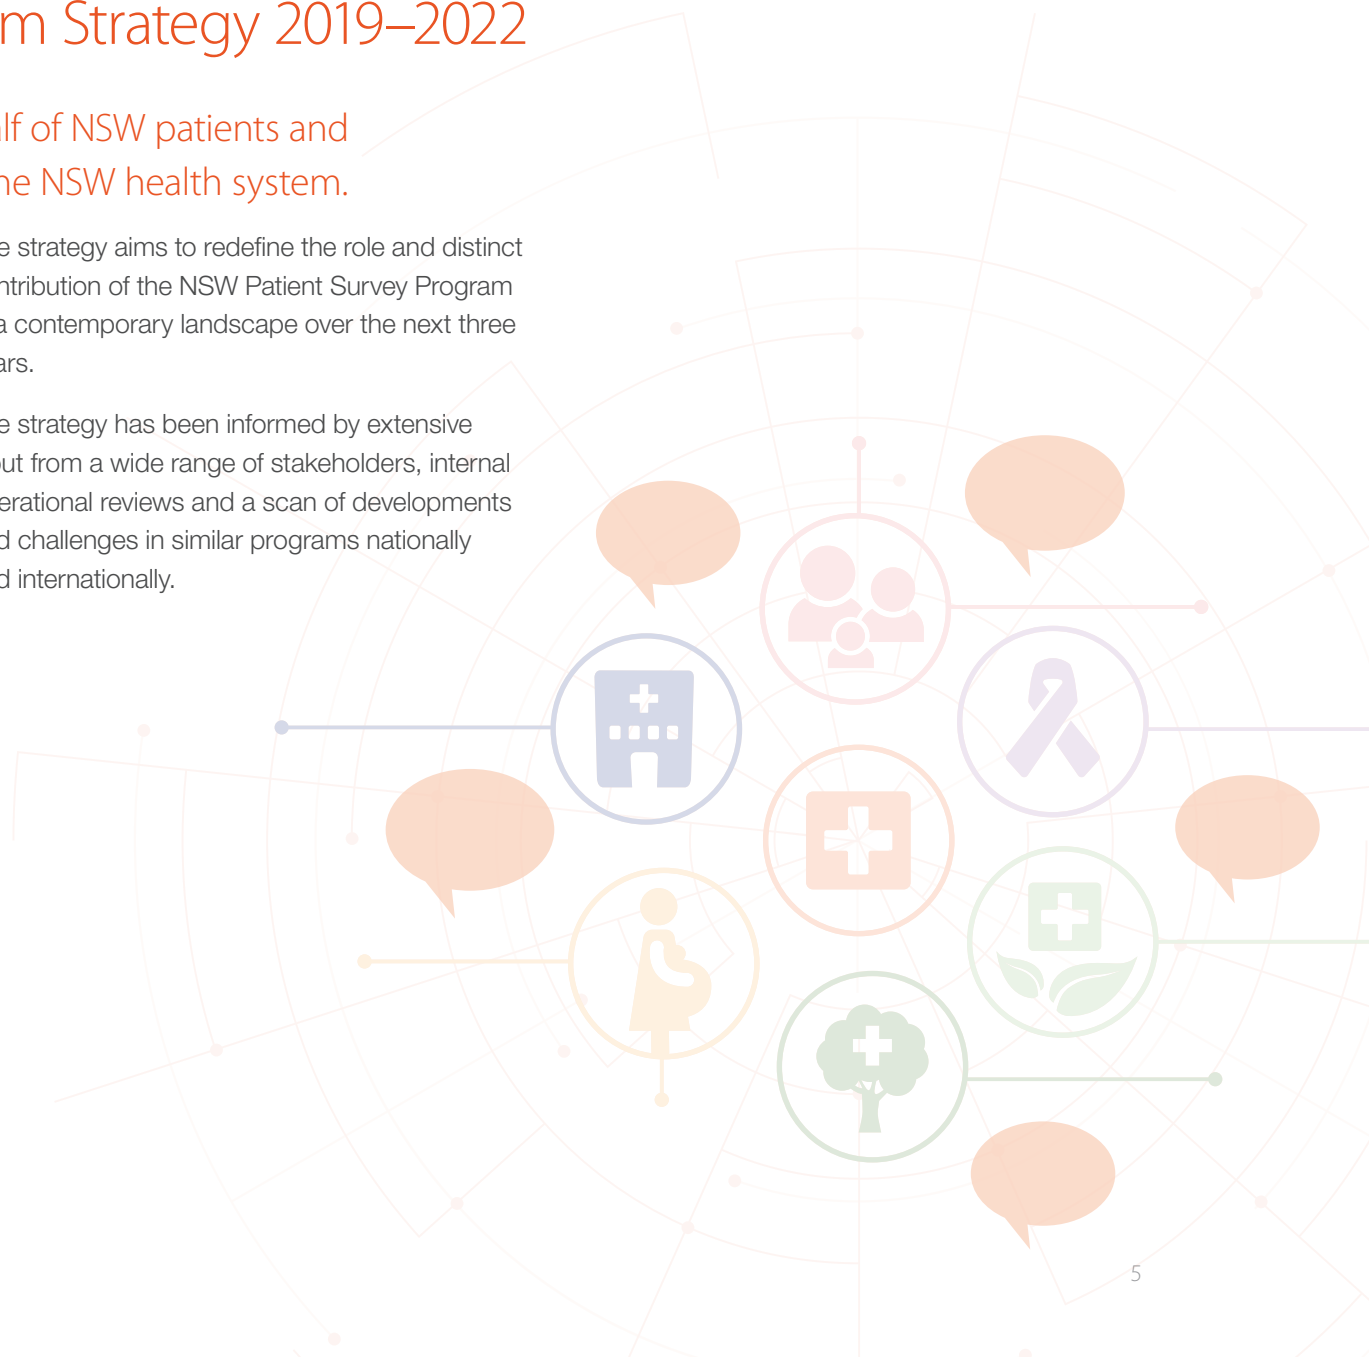 m Strategy 2019–2022
lf of NSW patients and
ne NSW health system.
e strategy aims to redefine the role and distinct
ntribution of the NSW Patient Survey Program
a contemporary landscape over the next three
ars.
e strategy has been informed by extensive
out from a wide range of stakeholders, internal
erational reviews and a scan of developments
d challenges in similar programs nationally
d internationally.
5